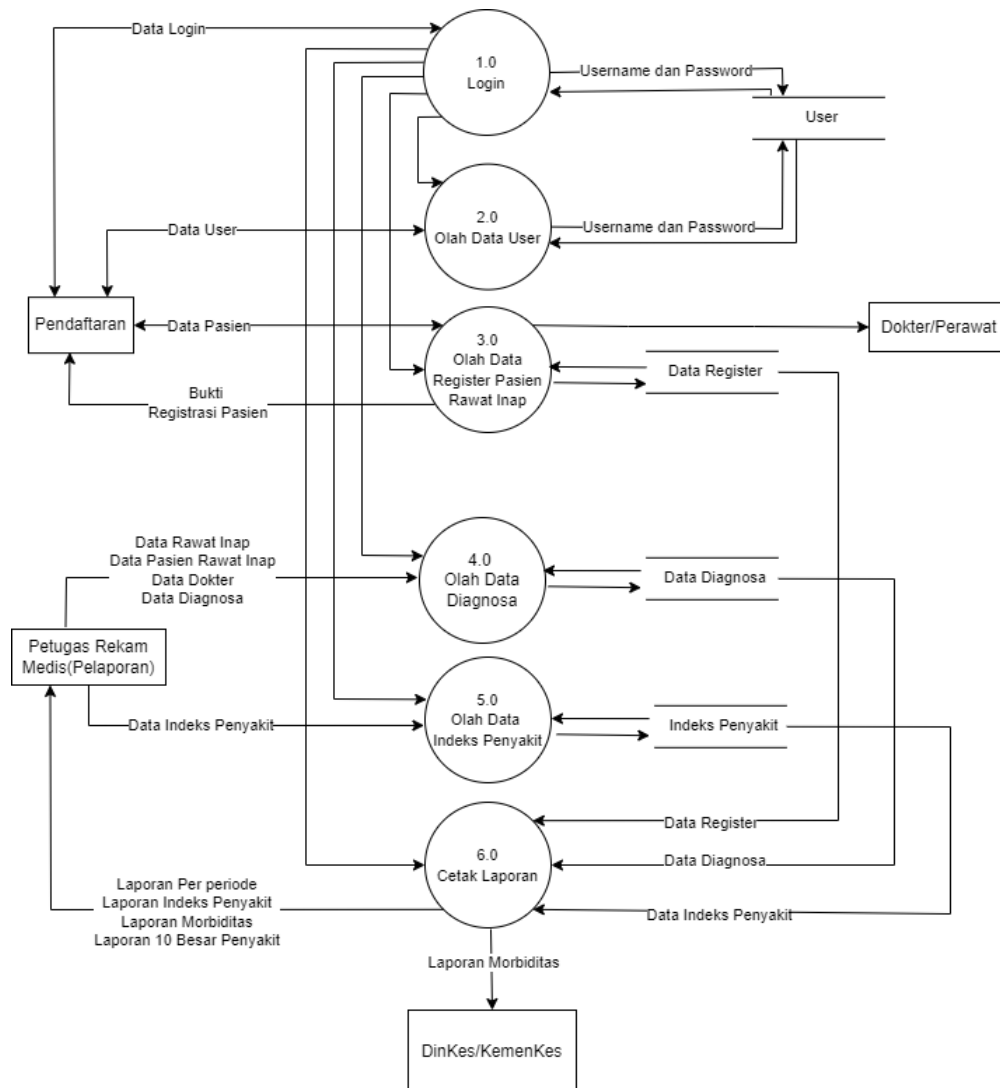 Data Login
1.0
Login
Username dan Password
User
Data User
2.0
Olah Data User
Username dan Password
Pendaftaran
Data Pasien
3.0
Olah Data
Register Pasien
Rawat Inap
Dokter/Perawat
Data Register
Bukti
Registrasi Pasien
Data Rawat Inap
Data Pasien Rawat Inap
Data Dokter
Data Diagnosa
4.0
Olah Data
Diagnosa
Data Diagnosa
Petugas Rekam
Medis(Pelaporan)
Data Indeks Penyakit
5.0
Olah Data
Indeks Penyakit
Indeks Penyakit
Data Register
6.0
Cetak Laporan
Data Diagnosa
Laporan Per periode
Laporan Indeks Penyakit
Laporan Morbiditas
Laporan 10 Besar Penyakit
Data Indeks Penyakit
Laporan Morbiditas
DinKes/KemenKes